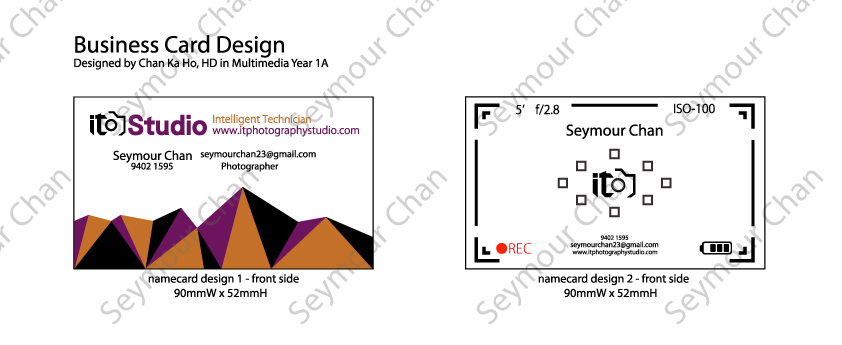 Business Card Design
Designed by Chan Ka Ho, HD in Multimedia Year 1A
ito Studio
Intelligent Technician
www.itphotographystudio.com
Seymour Chan
9402 1595
seymourchan23@gmail.com
Photographer
namecard design 1 - front side
90mmW x 52mmH
5' f/2.8 ISO-100
Seymour Chan
ito
9402 1595
seymourchan23@gmail.com
www.itphotographystudio.com
REC
namecard design 2 - front side
90mmW x 52mmH
Seymour Chan
Seymour Chan
Seymour Chan
Seymour Chan
Seymour Chan
Seymour Chan
Seymour Chan
Seymour Chan